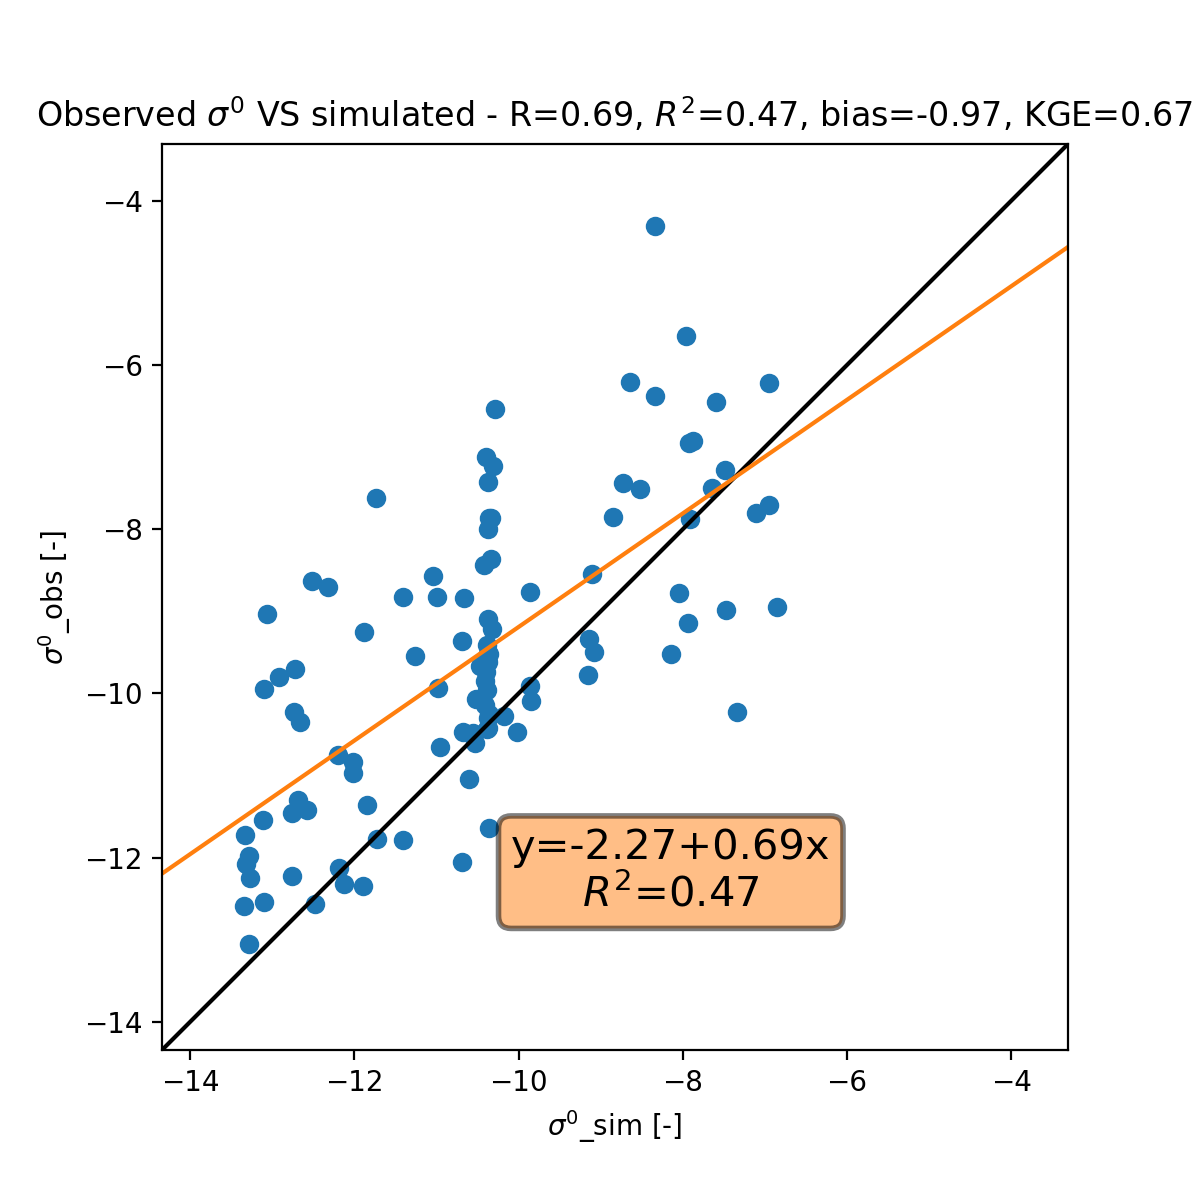 Observed σ⁰ VS simulated - R=0.69, R²=0.47, bias=-0.97, KGE=0.67
−4
−6
−8
−10
−12
−14
σ⁰_obs [-]
y=-2.27+0.69x
R²=0.47
−14 −12 −10 −8 −6 −4
σ⁰_sim [-]